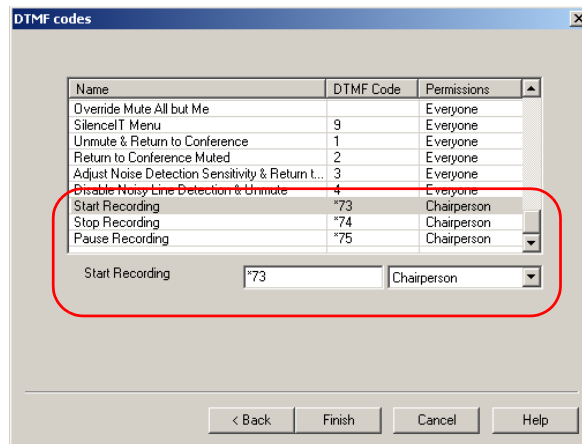 DTMF codes
Name DTMF Code Permissions
Override Mute All but Me Everyone
SilenceIT Menu 9 Everyone
Unmute & Return to Conference 1 Everyone
Return to Conference Muted 2 Everyone
Adjust Noise Detection Sensitivity & Return t... 3 Everyone
Disable Noisy Line Detection & Unmute 4 Everyone
Start Recording *73 Chairperson
Stop Recording *74 Chairperson
Pause Recording *75 Chairperson
Start Recording *73 Chairperson
< Back Finish Cancel Help